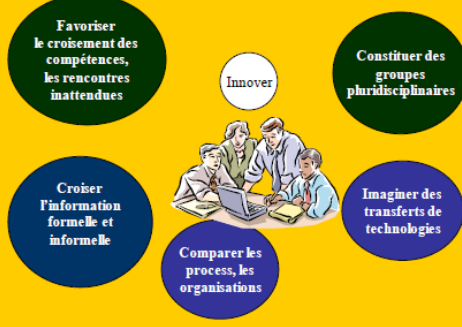 Favoriser
le croisement des
compétences,
les rencontres
inattendues
Innover
Constituer des
groupes
pluridisciplinaires
Croiser
l'information
formelle et
informelle
Imaginer des
transferts de
technologies
Comparer les
process, les
organisations